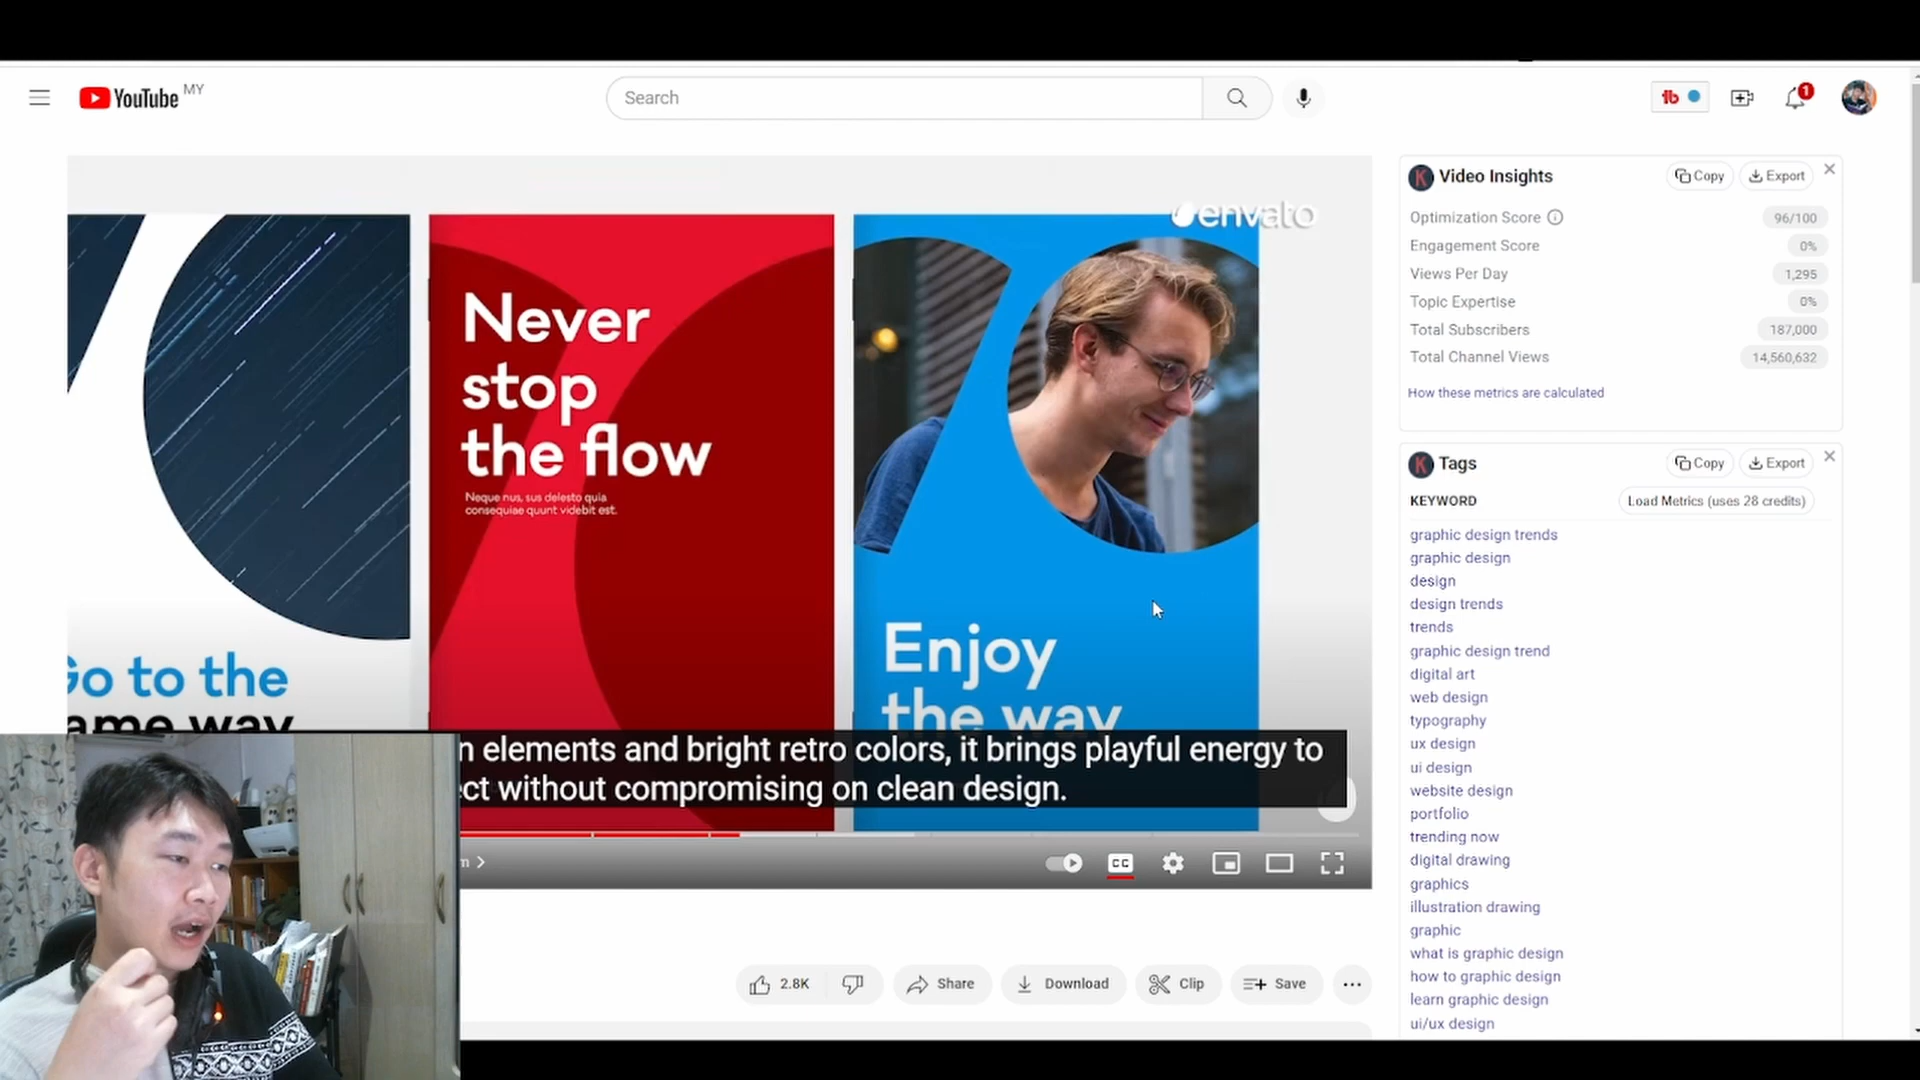 YouTube MY
Search
1
Video Insights
Copy
Export
Optimization Score
96/100
Engagement Score
0%
Views Per Day
1,295
Topic Expertise
0%
Total Subscribers
187,000
Total Channel Views
14,560,632
How these metrics are calculated
envato
Never
stop
the flow
Neque nus, sus delesto quia
consequiae quunt videbit est.
Go to the
ame way
Enjoy
the way
n elements and bright retro colors, it brings playful energy to
ect without compromising on clean design.
CC
2.8K
Share
Download
Clip
Save
Tags
Copy
Export
KEYWORD
Load Metrics (uses 28 credits)
graphic design trends
graphic design
design
design trends
trends
graphic design trend
digital art
web design
typography
ux design
ui design
website design
portfolio
trending now
digital drawing
graphics
illustration drawing
graphic
what is graphic design
how to graphic design
learn graphic design
ui/ux design